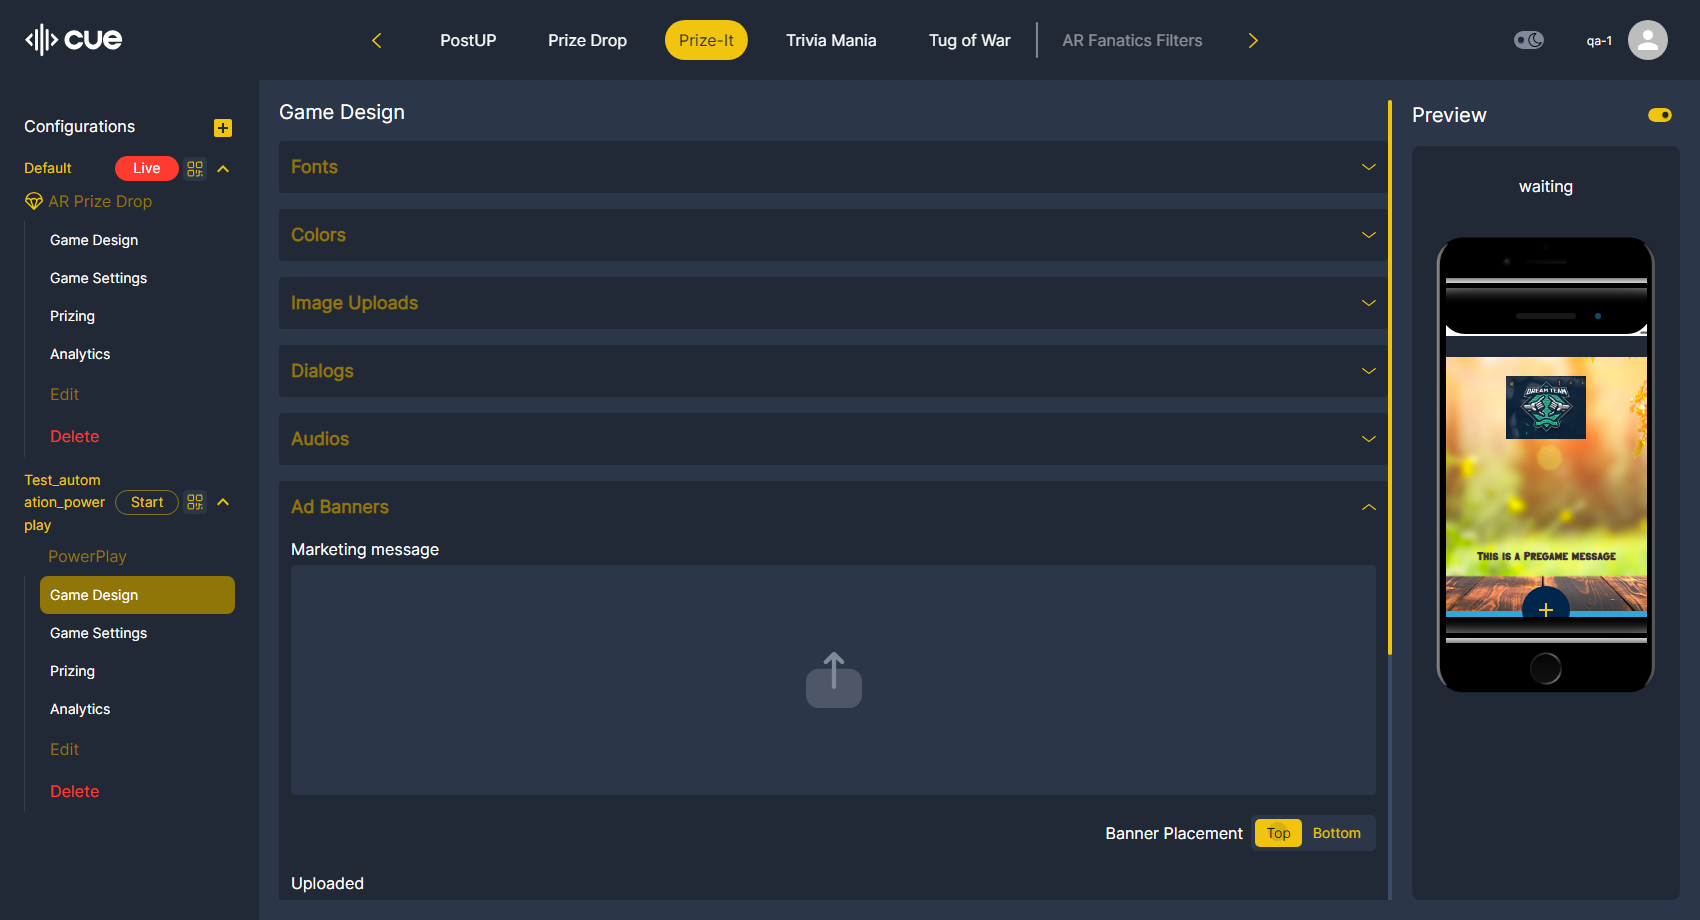 cue
PostUP
Prize Drop
Prize-It
Trivia Mania
Tug of War
AR Fanatics Filters
qa-1
Configurations
Default
Live
AR Prize Drop
Game Design
Game Settings
Prizing
Analytics
Edit
Delete
Test_autom
ation_power
play
Start
PowerPlay
Game Design
Game Settings
Prizing
Analytics
Edit
Delete
Game Design
Fonts
Colors
Image Uploads
Dialogs
Audios
Ad Banners
Marketing message
Banner Placement
Top
Bottom
Uploaded
Preview
waiting
DREAM TEAM
This is a Pregame message